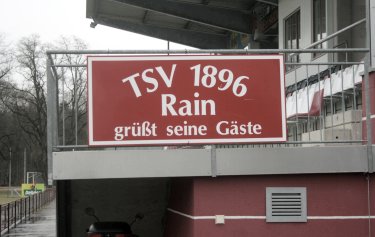 TSV 1896
Rain
grüßt seine Gäste